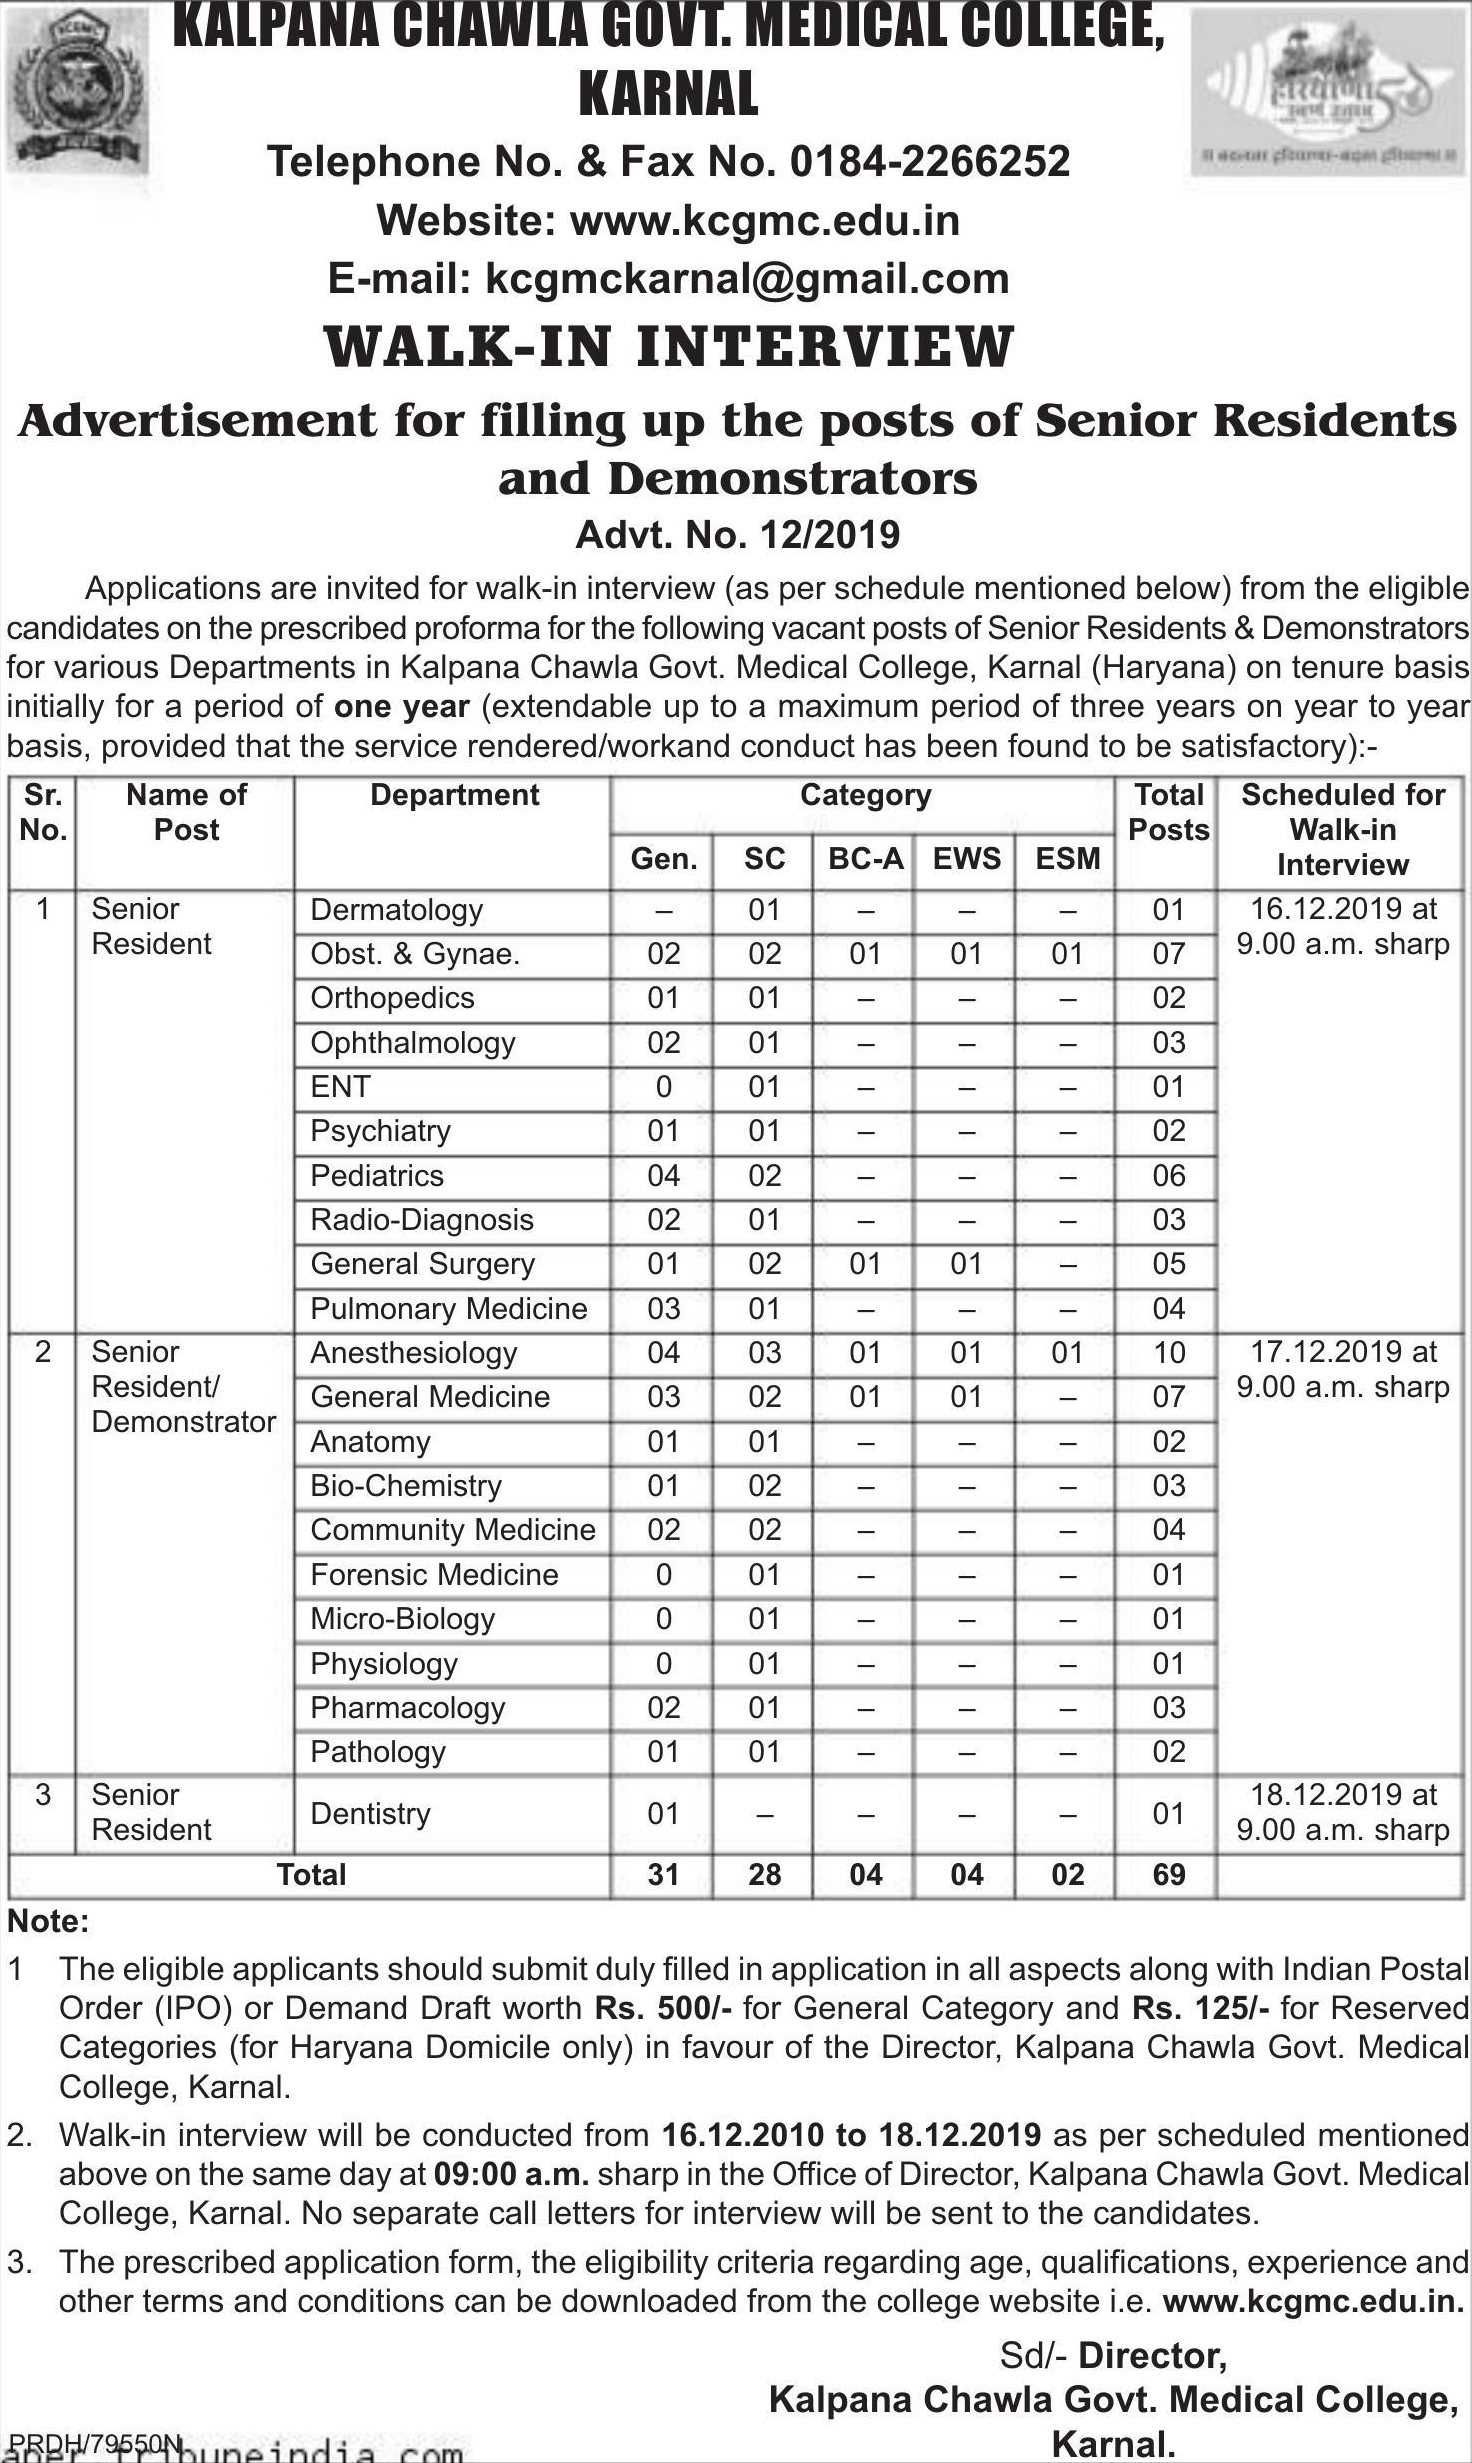 KALPANA CHAWLA GOVT. MEDICAL COLLEGE,
KARNAL
Telephone No. & Fax No. 0184-2266252
Website: www.kcgmc.edu.in
E-mail: kcgmckarnal@gmail.com
WALK-IN INTERVIEW
Advertisement for filling up the posts of Senior Residents
and Demonstrators
Advt. No. 12/2019
Applications are invited for walk-in interview (as per schedule mentioned below) from the eligible
candidates on the prescribed proforma for the following vacant posts of Senior Residents & Demonstrators
for various Departments in Kalpana Chawla Govt. Medical College, Karnal (Haryana) on tenure basis
initially for a period of one year (extendable up to a maximum period of three years on year to year
basis, provided that the service rendered/workand conduct has been found to be satisfactory):-
Sr. No. Name of Post Department Category Total Posts Scheduled for Walk-in Interview
Gen. SC BC-A EWS ESM
1 Senior Resident Dermatology – 01 – – – 01 16.12.2019 at 9.00 a.m. sharp
Obst. & Gynae. 02 02 01 01 01 07
Orthopedics 01 01 – – – 02
Ophthalmology 02 01 – – – 03
ENT 0 01 – – – 01
Psychiatry 01 01 – – – 02
Pediatrics 04 02 – – – 06
Radio-Diagnosis 02 01 – – – 03
General Surgery 01 02 01 01 – 05
Pulmonary Medicine 03 01 – – – 04
2 Senior Resident/ Demonstrator Anesthesiology 04 03 01 01 01 10 17.12.2019 at 9.00 a.m. sharp
General Medicine 03 02 01 01 – 07
Anatomy 01 01 – – – 02
Bio-Chemistry 01 02 – – – 03
Community Medicine 02 02 – – – 04
Forensic Medicine 0 01 – – – 01
Micro-Biology 0 01 – – – 01
Physiology 0 01 – – – 01
Pharmacology 02 01 – – – 03
Pathology 01 01 – – – 02
3 Senior Resident Dentistry 01 – – – – 01 18.12.2019 at 9.00 a.m. sharp
Total 31 28 04 04 02 69
Note:
1 The eligible applicants should submit duly filled in application in all aspects along with Indian Postal
Order (IPO) or Demand Draft worth Rs. 500/- for General Category and Rs. 125/- for Reserved
Categories (for Haryana Domicile only) in favour of the Director, Kalpana Chawla Govt. Medical
College, Karnal.
2. Walk-in interview will be conducted from 16.12.2010 to 18.12.2019 as per scheduled mentioned
above on the same day at 09:00 a.m. sharp in the Office of Director, Kalpana Chawla Govt. Medical
College, Karnal. No separate call letters for interview will be sent to the candidates.
3. The prescribed application form, the eligibility criteria regarding age, qualifications, experience and
other terms and conditions can be downloaded from the college website i.e. www.kcgmc.edu.in.
Sd/- Director,
Kalpana Chawla Govt. Medical College,
Karnal.
PRDH/79550N